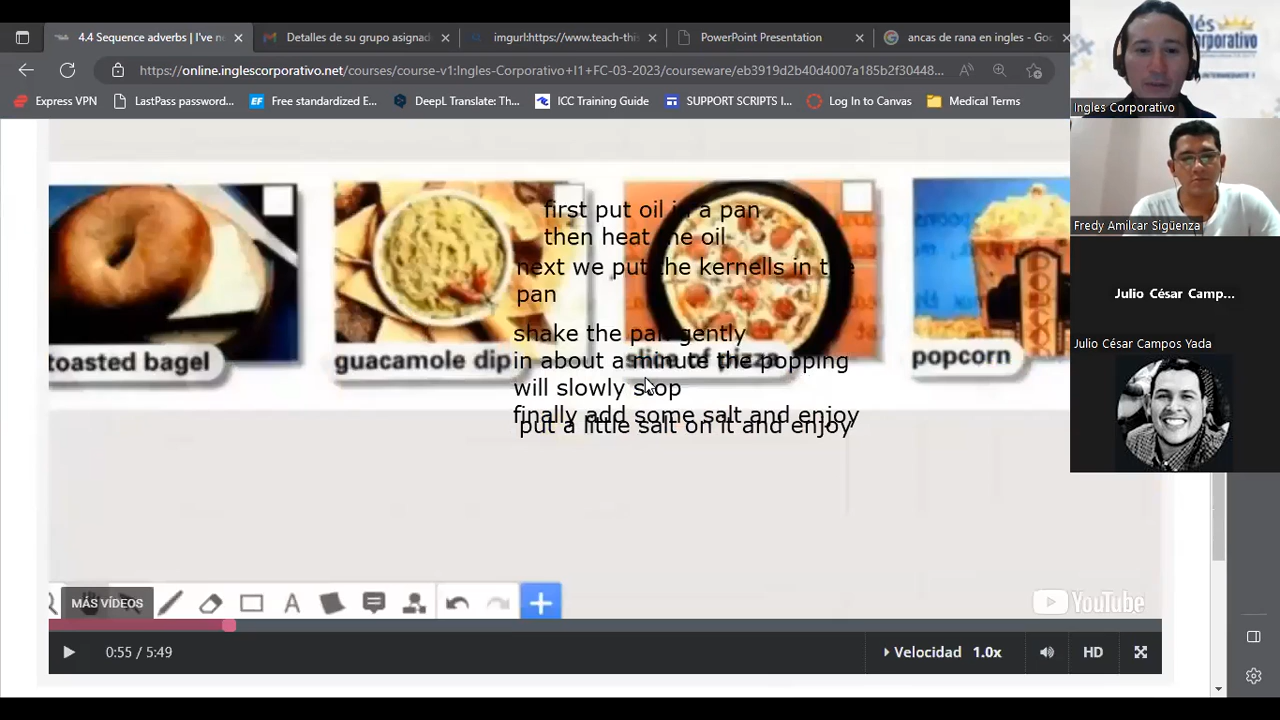 4.4 Sequence adverbs | I've ne
Detalles de su grupo asignad
imgurl:https://www.teach-thi
PowerPoint Presentation
ancas de rana en ingles - Goo
https://online.inglescorporativo.net/courses/course-v1:Ingles-Corporativo+I1+FC-03-2023/courseware/eb3919d2b40d4007a185b2f30448...
Express VPN
LastPass password...
EF Free standardized E...
DeepL Translate: Th...
ICC Training Guide
SUPPORT SCRIPTS I...
Log In to Canvas
Medical Terms
first put oil in a pan
then heat the oil
next we put the kernells in the
pan
shake the pan gently
in about a minute the popping
will slowly stop
finally add some salt and enjoy
put a little salt on it and enjoy
toasted bagel
guacamole dip
popcorn
MÁS VÍDEOS
YouTube
0:55 / 5:49
Velocidad 1.0x
HD
Ingles Corporativo
Fredy Amilcar Sigüenza
Julio César Camp...
Julio César Campos Yada